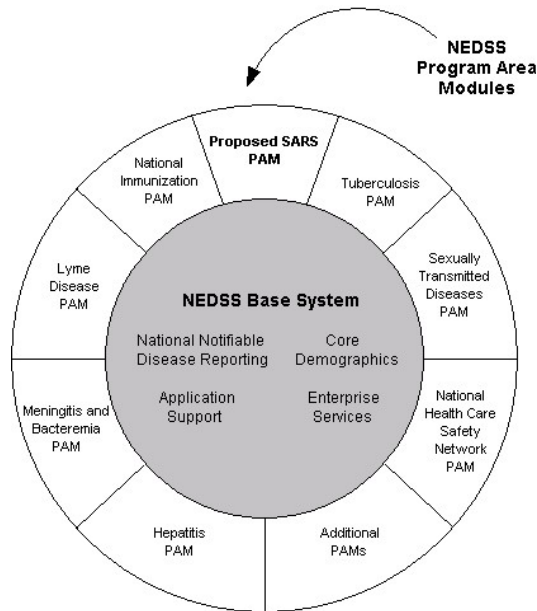 NEDSS
Program Area
Modules
Proposed SARS
PAM
Tuberculosis
PAM
Sexually
Transmitted
Diseases
PAM
National
Health Care
Safety
Network
PAM
Additional
PAMs
Hepatitis
PAM
Meningitis and
Bacteremia
PAM
Lyme
Disease
PAM
National
Immunization
PAM
NEDSS Base System
National Notifiable
Disease Reporting
Core
Demographics
Application
Support
Enterprise
Services